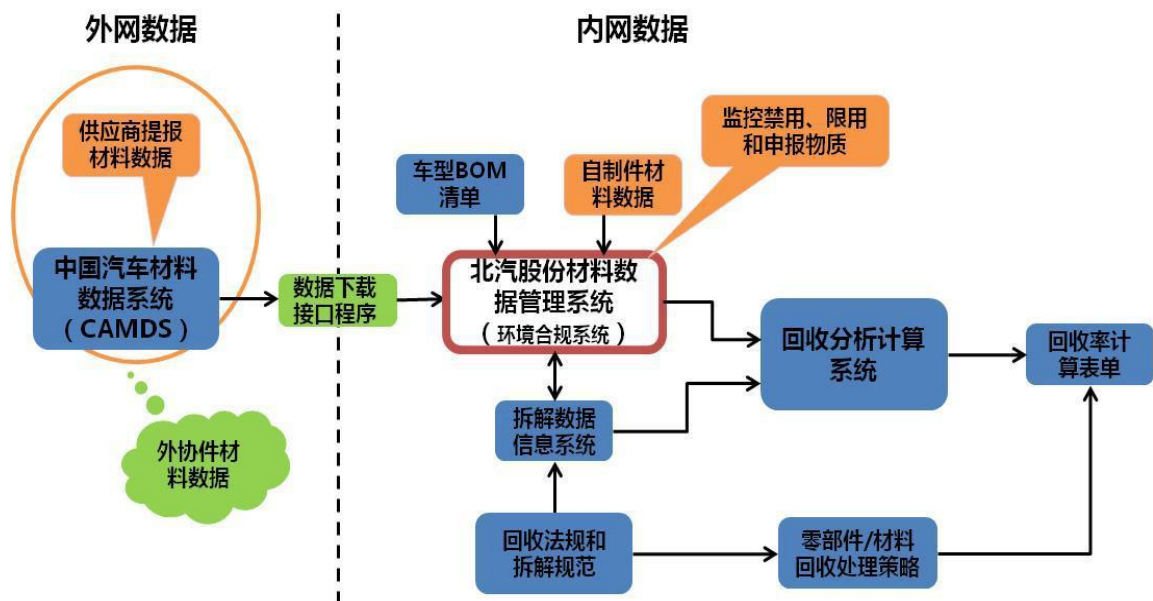 外网数据
内网数据
供应商提报
材料数据
监控禁用、限用
和申报物质
车型BOM
清单
自制件材
料数据
中国汽车材料
数据系统
（CAMDS）
数据下载
接口程序
北汽股份材料数
据管理系统
（环境合规系统）
回收分析计算
系统
回收率计
算表单
拆解数据
信息系统
外协件材
料数据
回收法规和
拆解规范
零部件/材料
回收处理策略